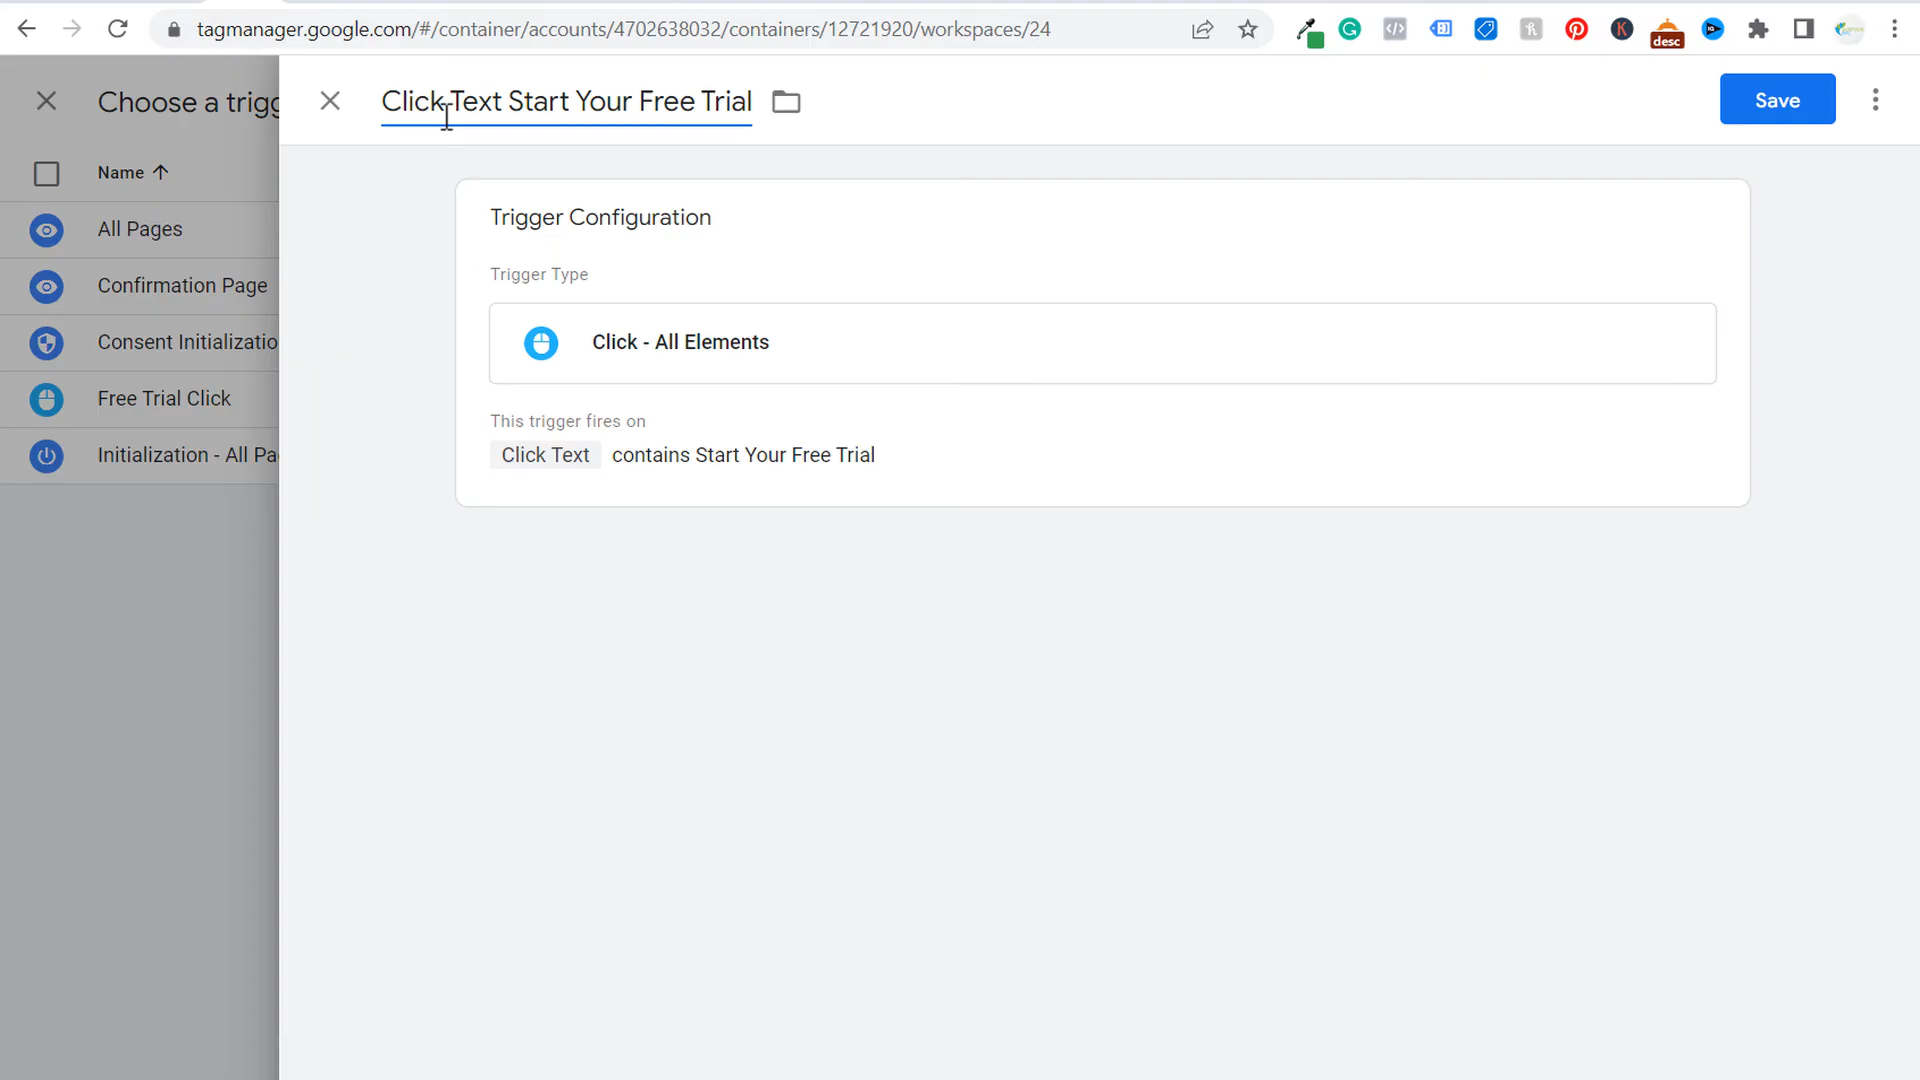 tagmanager.google.com/#/container/accounts/4702638032/containers/12721920/workspaces/24
desc
Choose a trigg
Click Text Start Your Free Trial
Save
Name
All Pages
Confirmation Page
Consent Initializatio
Free Trial Click
Initialization - All Pa
Trigger Configuration
Trigger Type
Click - All Elements
This trigger fires on
Click Text contains Start Your Free Trial